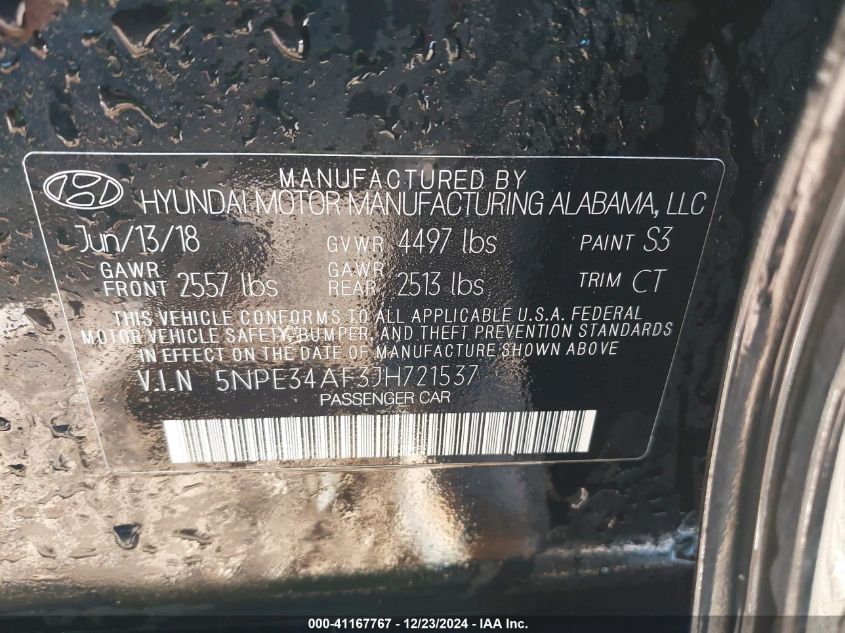 MANUFACTURED BY
HYUNDAI MOTOR MANUFACTURING ALABAMA, LLC
Jun/13/18 GVWR 4497 lbs PAINT S3
GAWR FRONT 2557 lbs GAWR REAR 2513 lbs TRIM CT
THIS VEHICLE CONFORMS TO ALL APPLICABLE U.S.A. FEDERAL
MOTOR VEHICLE SAFETY, BUMPER, AND THEFT PREVENTION STANDARDS
IN EFFECT ON THE DATE OF MANUFACTURE SHOWN ABOVE.
V.I.N 5NPE34AF3JH721537
PASSENGER CAR
000-41167767 - 12/23/2024 - © IAA Inc.